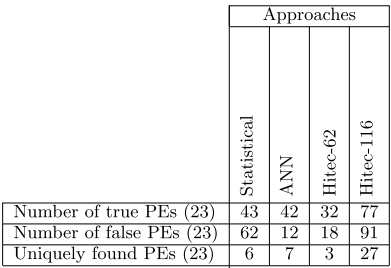 Approaches
Statistical
ANN
Hitec-62
Hitec-116
Number of true PEs (23) 43 42 32 77
Number of false PEs (23) 62 12 18 91
Uniquely found PEs (23) 6 7 3 27